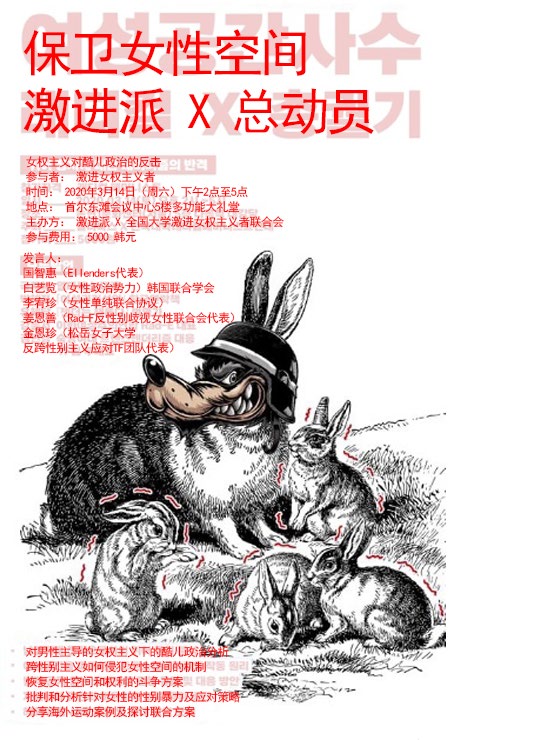 여성공간사수
X 총궐기
의 반격
保卫女性空间
激进派 X 总动员
女权主义对酷儿政治的反击
参与者： 激进女权主义者
时间： 2020年3月14日（周六）下午2点至5点
地点： 首尔东滩会议中心5楼多功能大礼堂
主办方： 激进派 X 全国大学激进女权主义者联合会
参与费用： 5000 韩元
发言人：
国智惠（Ellenders代表）
白艺览（女性政治势力）韩国联合学会
李宥珍（女性单纯联合协议）
姜恩善（Rad-F反性别歧视女性联合会代表）
金恩珍（松岳女子大学
反跨性别主义应对TF团队代表）
对男性主导的女权主义下的酷儿政治分析
跨性别主义如何侵犯女性空间的机制
恢复女性空间和权利的斗争方案
批判和分析针对女性的性别暴力及应对策略
分享海外运动案例及探讨联合方案